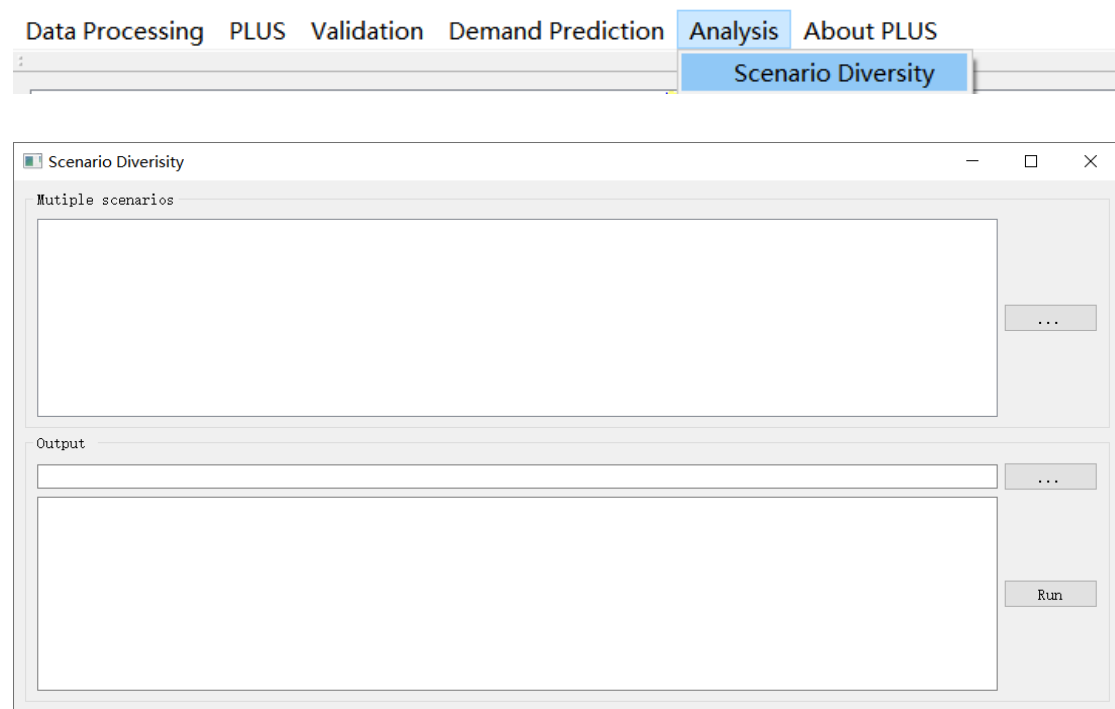 Data Processing PLUS Validation Demand Prediction Analysis About PLUS
Scenario Diversity
Scenario Diverisity
Mutiple scenarios
...
Output
...
Run